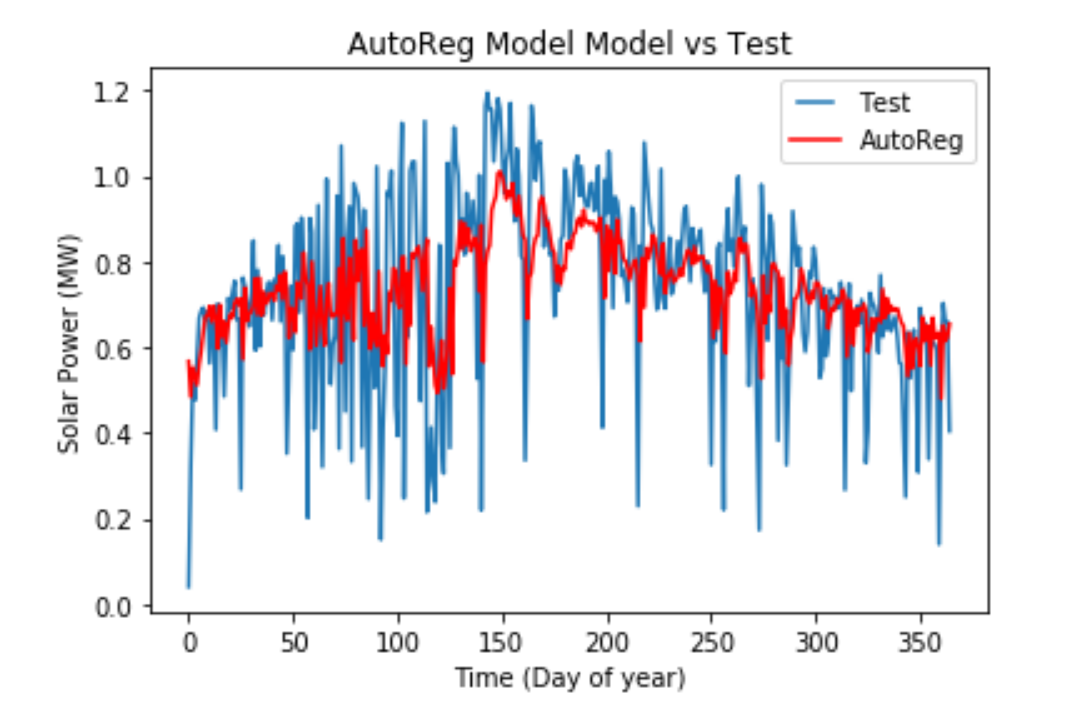 AutoReg Model Model vs Test
Test
AutoReg
Solar Power (MW)
1.2
1.0
0.8
0.6
0.4
0.2
0.0
0 50 100 150 200 250 300 350
Time (Day of year)